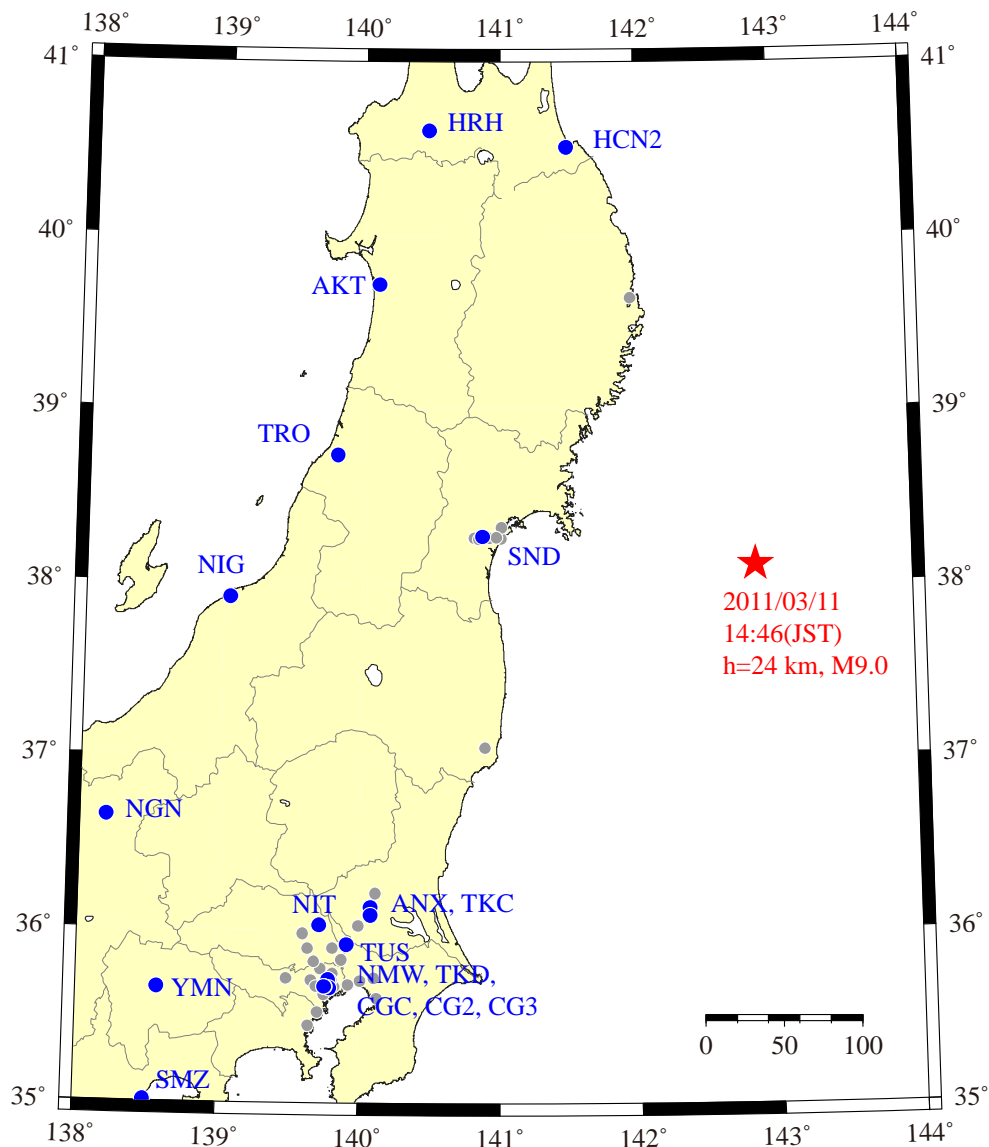 138˚ 139˚ 140˚ 141˚ 142˚ 143˚ 144˚
41˚ 41˚
HRH
HCN2
40˚ 40˚
AKT
39˚ 39˚
TRO
SND
NIG
38˚ 38˚
2011/03/11
14:46(JST)
h=24 km, M9.0
37˚ 37˚
NGN
NIT
ANX, TKC
36˚ 36˚
TUS
NMW, TKD,
YMN
CGC, CG2, CG3
0 50 100
SMZ
35˚ 35˚
138˚ 139˚ 140˚ 141˚ 142˚ 143˚ 144˚